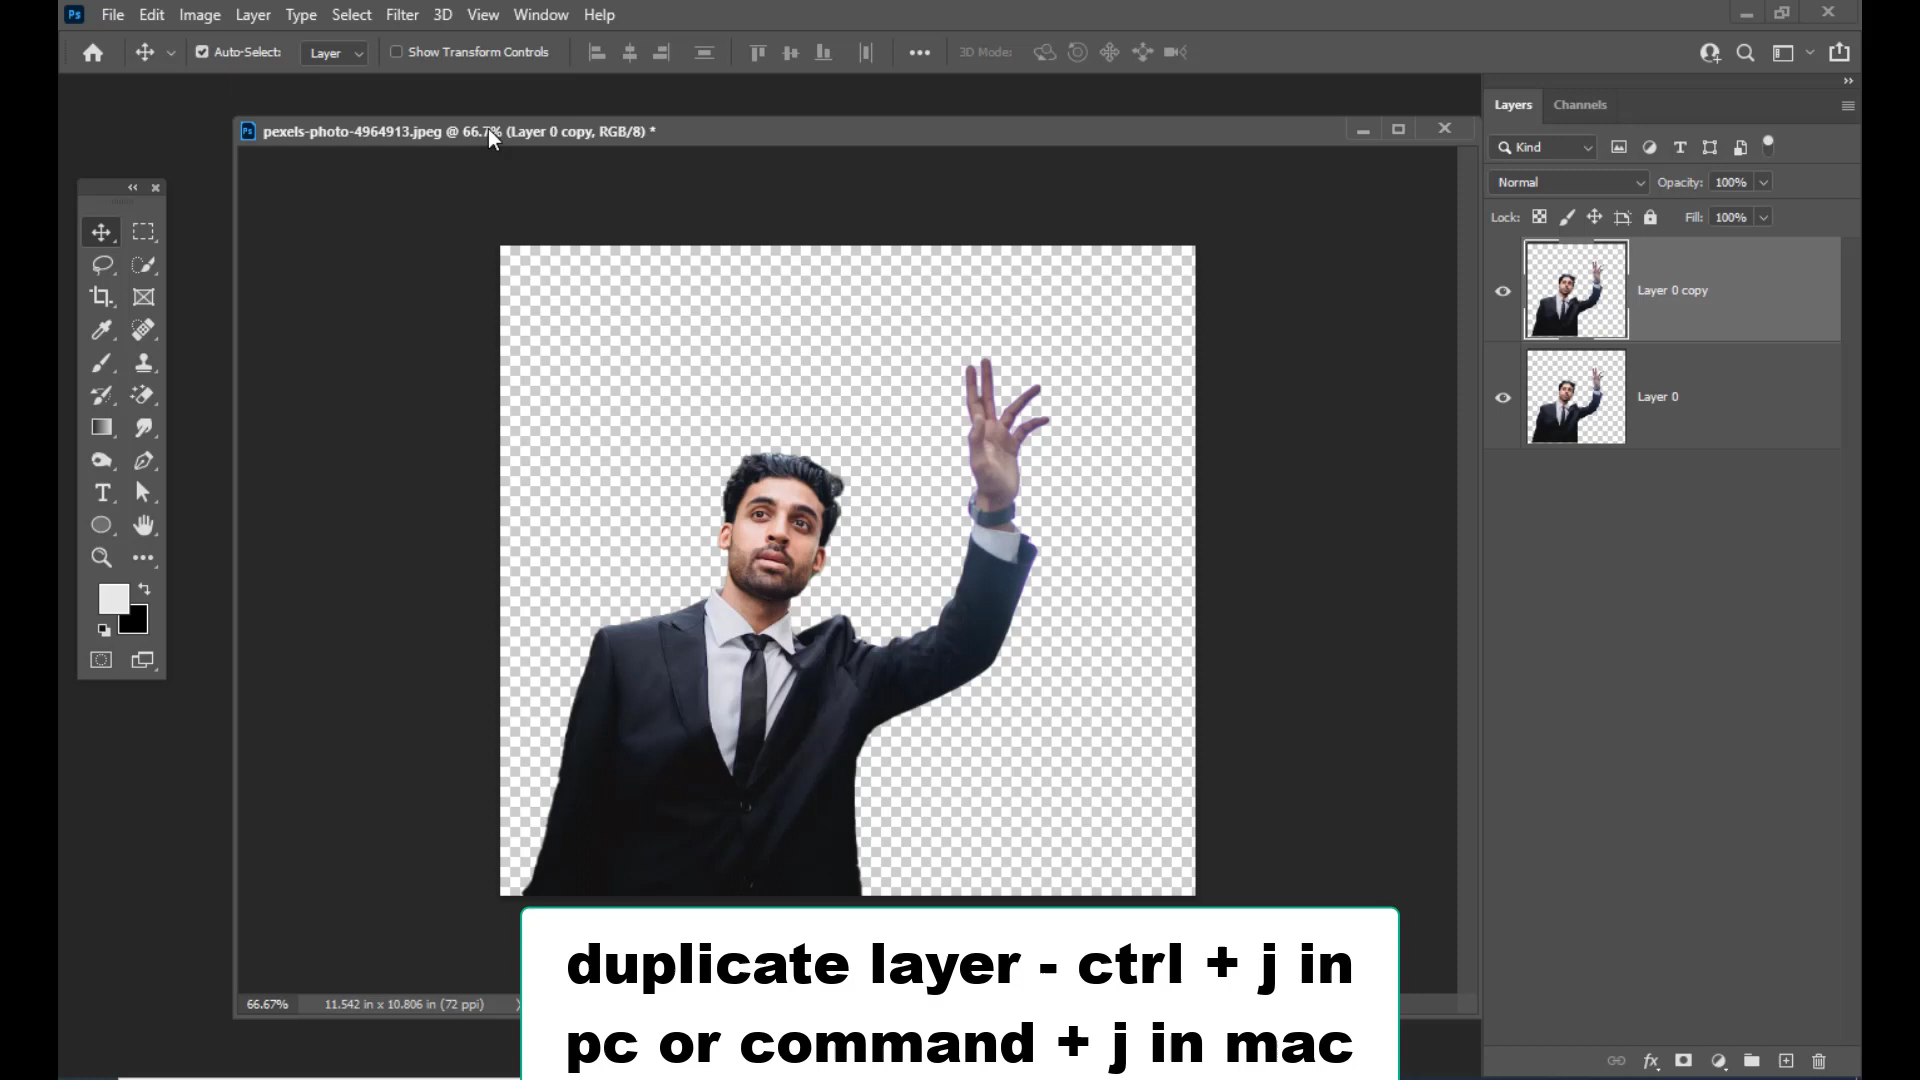 Ps File Edit Image Layer Type Select Filter 3D View Window Help
Auto-Select: Layer Show Transform Controls 3D Mode:
Layers Channels
Ps pexels-photo-4964913.jpeg @ 66.7% (Layer 0 copy, RGB/8) *
Kind
Normal Opacity: 100%
Lock: Fill: 100%
Layer 0 copy
Layer 0
66.67% 11.542 in x 10.806 in (72 ppi)
duplicate layer - ctrl + j in
pc or command + j in mac